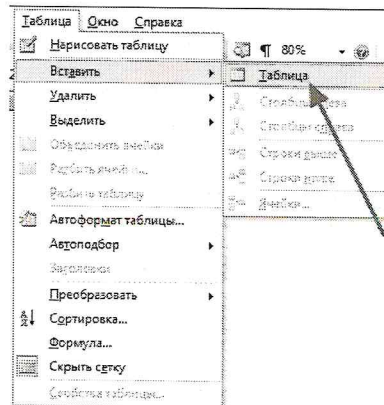 Таблица Окно Справка
Нарисовать таблицу
80%
Вставить
Таблица
Удалить
Столбцы слева
Выделить
Столбцы справа
Объединить ячейки
Строки выше
Разбить ячейки...
Строки ниже
Разбить таблицу
Ячейки...
Автоформат таблицы...
Автоподбор
Заголовки
Преобразовать
Сортировка...
Формула...
Скрыть сетку
Свойства таблицы...